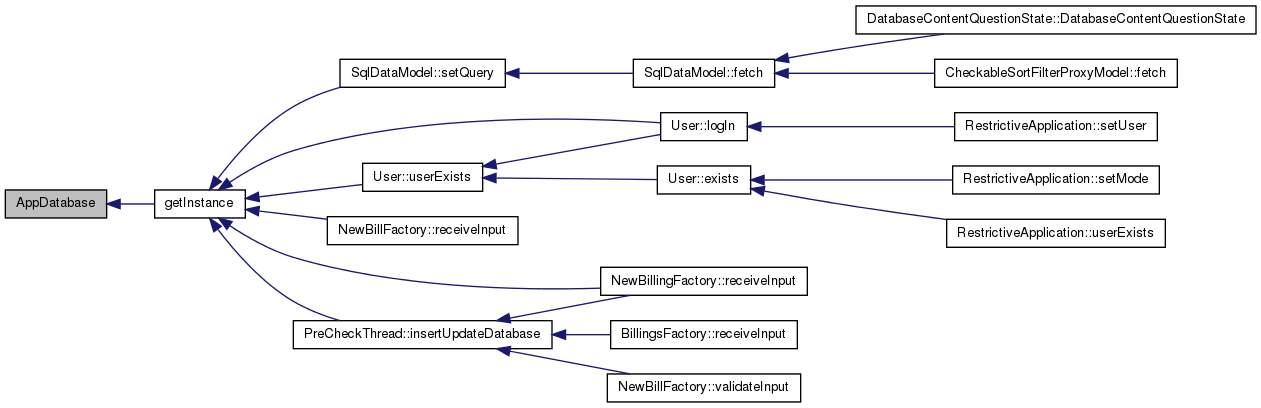 DatabaseContentQuestionState::DatabaseContentQuestionState
SqlDataModel::setQuery
SqlDataModel::fetch
CheckableSortFilterProxyModel::fetch
User::logIn
RestrictiveApplication::setUser
User::userExists
User::exists
RestrictiveApplication::setMode
AppDatabase
getInstance
NewBillFactory::receiveInput
RestrictiveApplication::userExists
NewBillingFactory::receiveInput
PreCheckThread::insertUpdateDatabase
BillingsFactory::receiveInput
NewBillFactory::validateInput